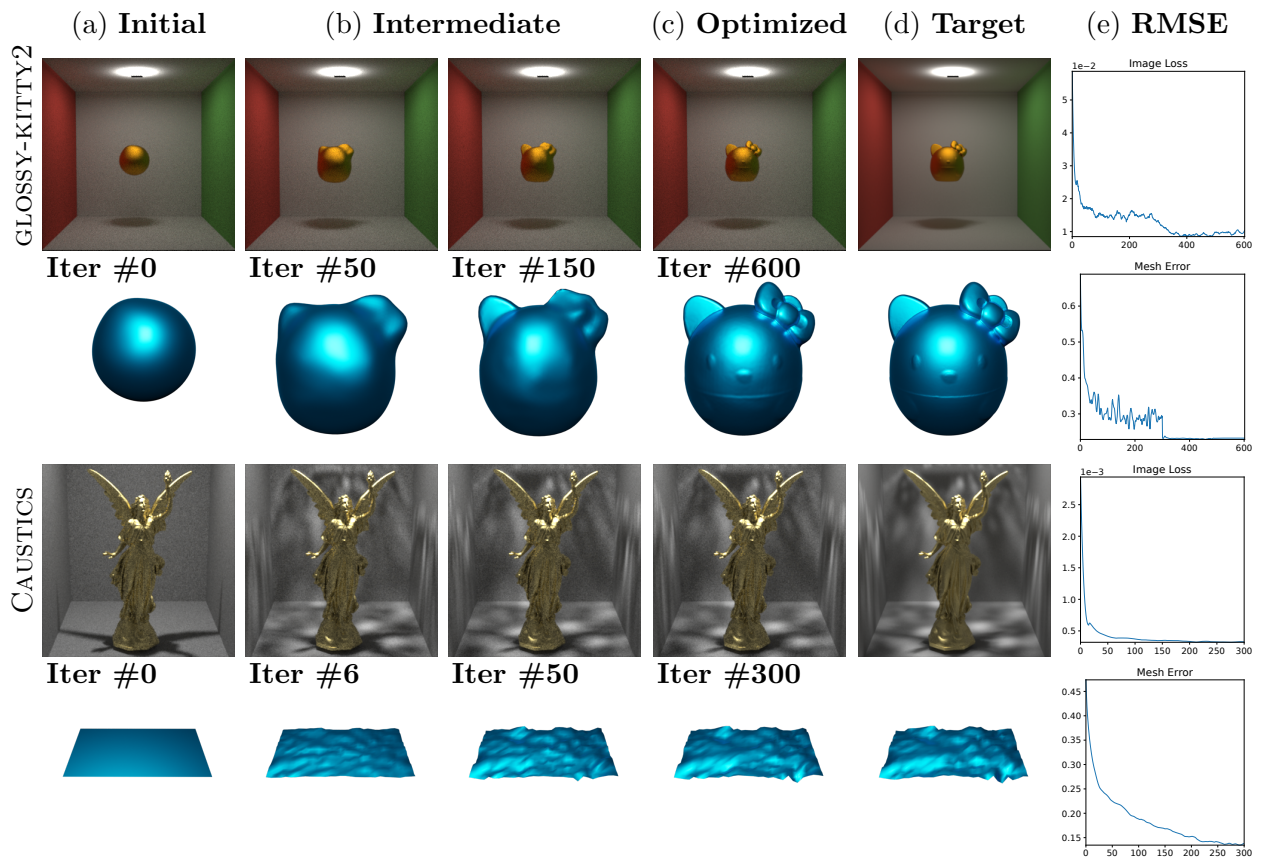 (a) Initial (b) Intermediate (c) Optimized (d) Target (e) RMSE
GLOSSY-KITTY2
Iter #0 Iter #50 Iter #150 Iter #600
Image Loss
1e−2
5
4
3
2
1
0 200 400 600
Mesh Error
0.6
0.5
0.4
0.3
0 200 400 600
CAUSTICS
Iter #0 Iter #6 Iter #50 Iter #300
Image Loss
1e−3
2.5
2.0
1.5
1.0
0.5
0 50 100 150 200 250 300
Mesh Error
0.45
0.40
0.35
0.30
0.25
0.20
0.15
0 50 100 150 200 250 300